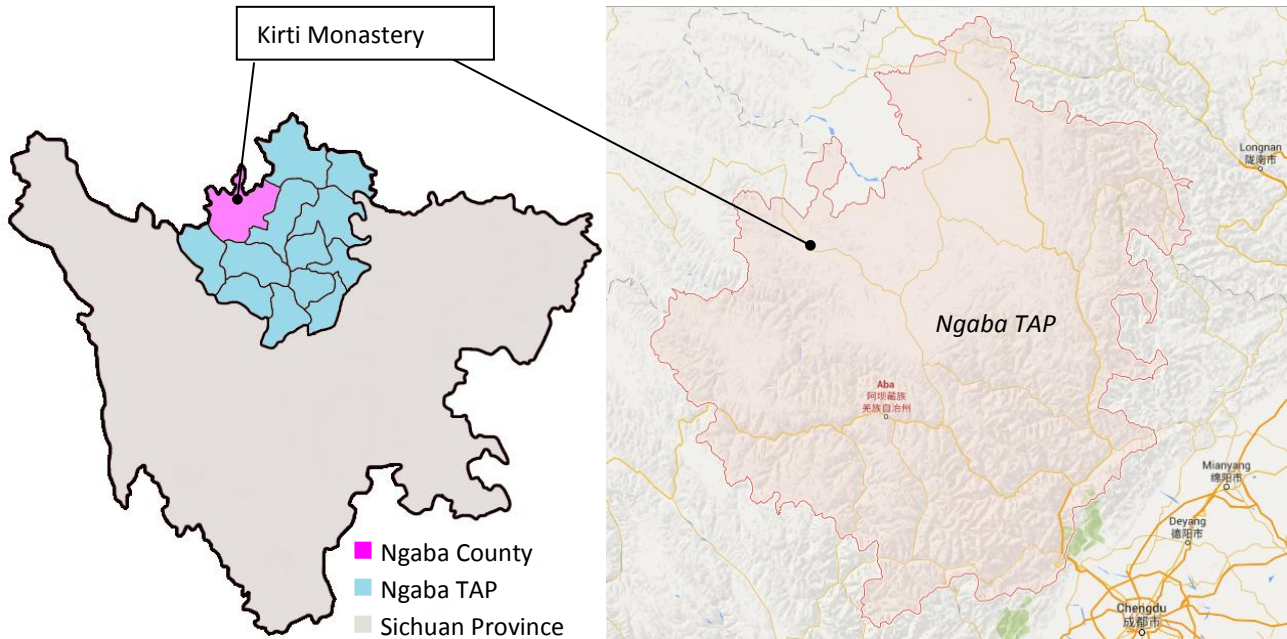 Kirti Monastery
Ngaba County
Ngaba TAP
Sichuan Province
Longnan
陇南市
Ngaba TAP
Aba
阿坝藏族
羌族自治州
Mianyang
绵阳市
Deyang
德阳市
Chengdu
成都市